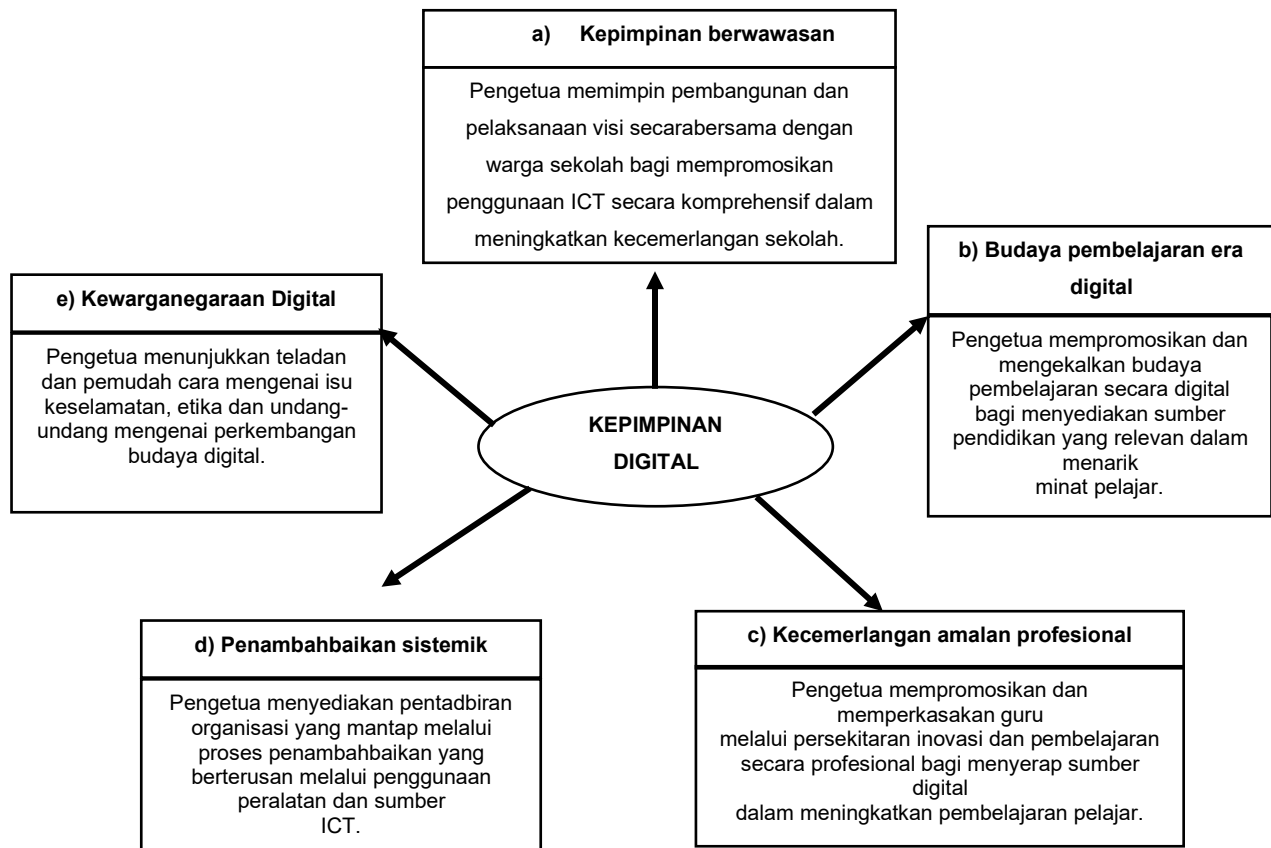 a) Kepimpinan berwawasan
Pengetua memimpin pembangunan dan
pelaksanaan visi secarabersama dengan
warga sekolah bagi mempromosikan
penggunaan ICT secara komprehensif dalam
meningkatkan kecemerlangan sekolah.
b) Budaya pembelajaran era
digital
Pengetua mempromosikan dan
mengekalkan budaya
pembelajaran secara digital
bagi menyediakan sumber
pendidikan yang relevan dalam
menarik
minat pelajar.
e) Kewarganegaraan Digital
Pengetua menunjukkan teladan
dan pemudah cara mengenai isu
keselamatan, etika dan undang-
undang mengenai perkembangan
budaya digital.
KEPIMPINAN
DIGITAL
d) Penambahbaikan sistemik
Pengetua menyediakan pentadbiran
organisasi yang mantap melalui
proses penambahbaikan yang
berterusan melalui penggunaan
peralatan dan sumber
ICT.
c) Kecemerlangan amalan profesional
Pengetua mempromosikan dan
memperkasakan guru
melalui persekitaran inovasi dan pembelajaran
secara profesional bagi menyerap sumber
digital
dalam meningkatkan pembelajaran pelajar.